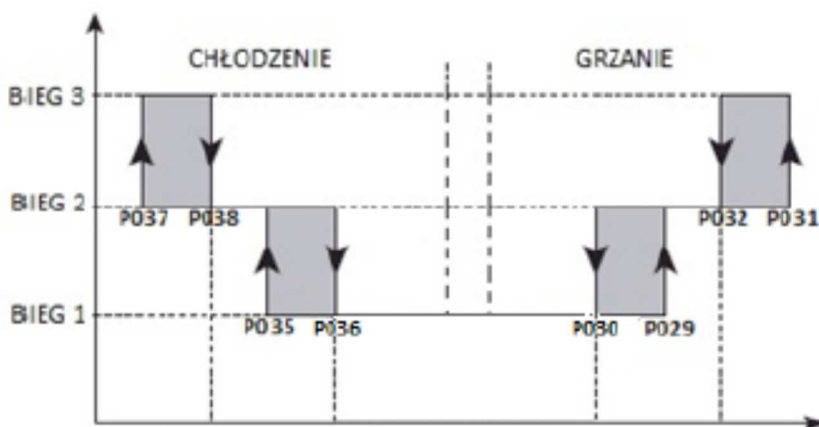 CHŁODZENIE GRZANIE
BIEG 3
BIEG 2
P037 P038 P032 P031
BIEG 1
P035 P036 P030 P029